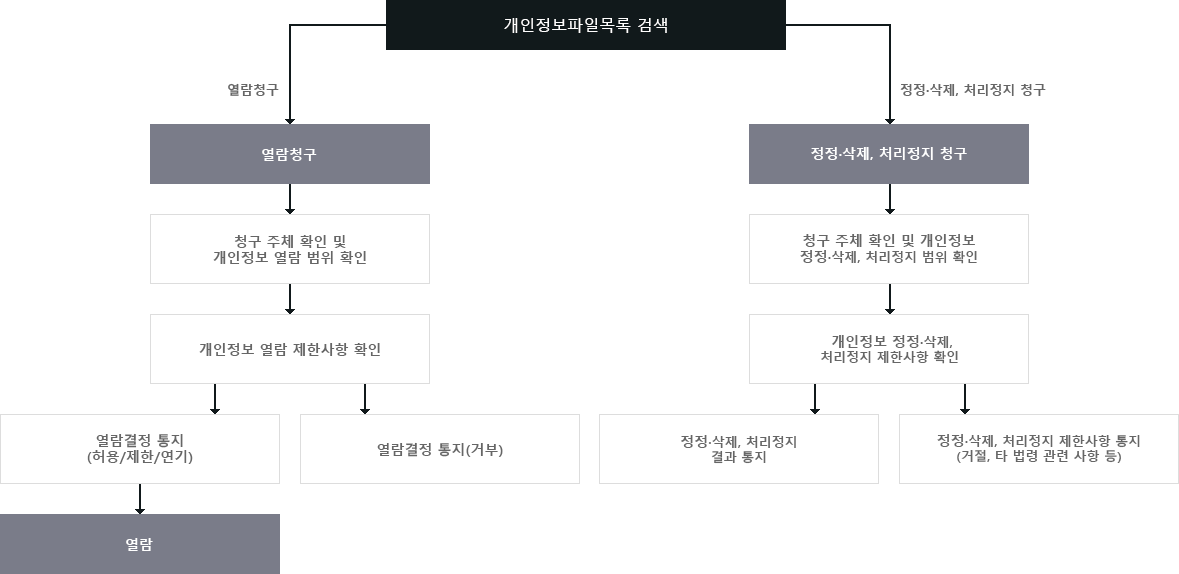 개인정보파일목록 검색
열람청구
정정·삭제, 처리정지 청구
열람청구
정정·삭제, 처리정지 청구
청구 주체 확인 및
개인정보 열람 범위 확인
청구 주체 확인 및 개인정보
정정·삭제, 처리정지 범위 확인
개인정보 열람 제한사항 확인
개인정보 정정·삭제,
처리정지 제한사항 확인
열람결정 통지
(허용/제한/연기)
열람결정 통지(거부)
정정·삭제, 처리정지
결과 통지
정정·삭제, 처리정지 제한사항 통지
(거절, 타 법령 관련 사항 등)
열람